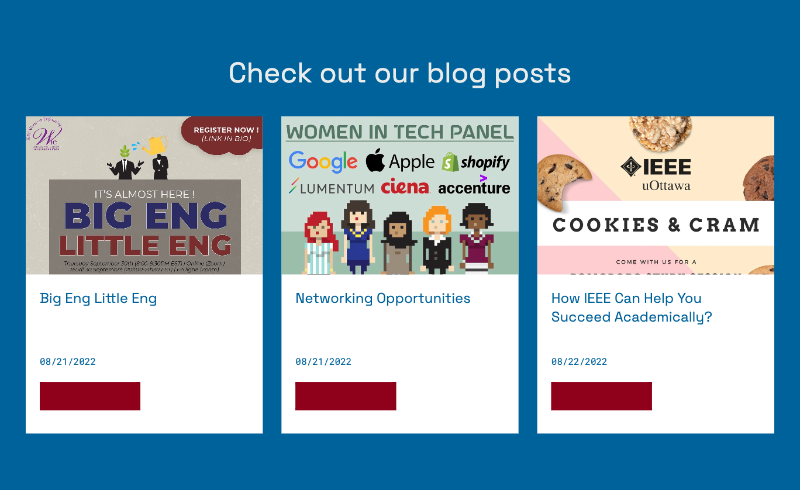 Check out our blog posts
REGISTER NOW !
(LINK IN BIO)
IT'S ALMOST HERE !
BIG ENG
LITTLE ENG
Big Eng Little Eng
08/21/2022
WOMEN IN TECH PANEL
Google Apple shopify
LUMENTUM ciena accenture
Networking Opportunities
08/21/2022
IEEE
uOttawa
COOKIES & CRAM
COME WITH US FOR A
How IEEE Can Help You
Succeed Academically?
08/22/2022